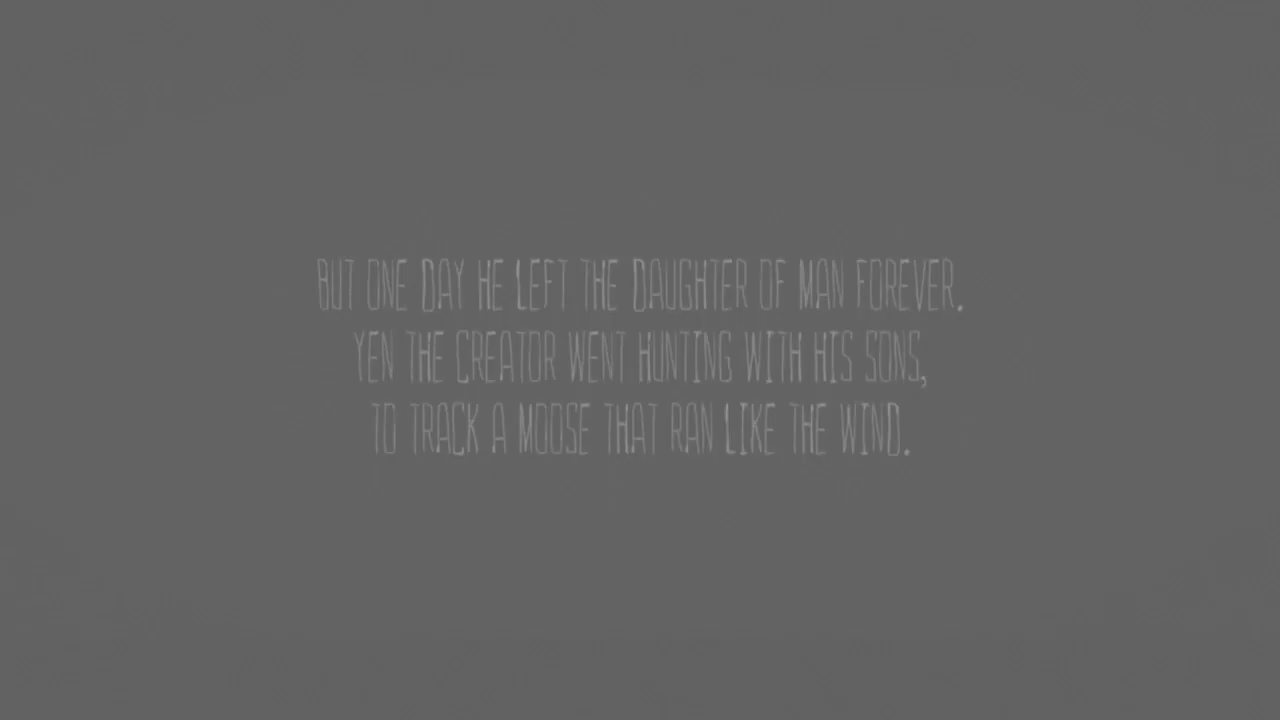 BUT ONE DAY HE LEFT THE DAUGHTER OF MAN FOREVER.
YEN THE CREATOR WENT HUNTING WITH HIS SONS,
TO TRACK A MOOSE THAT RAN LIKE THE WIND.